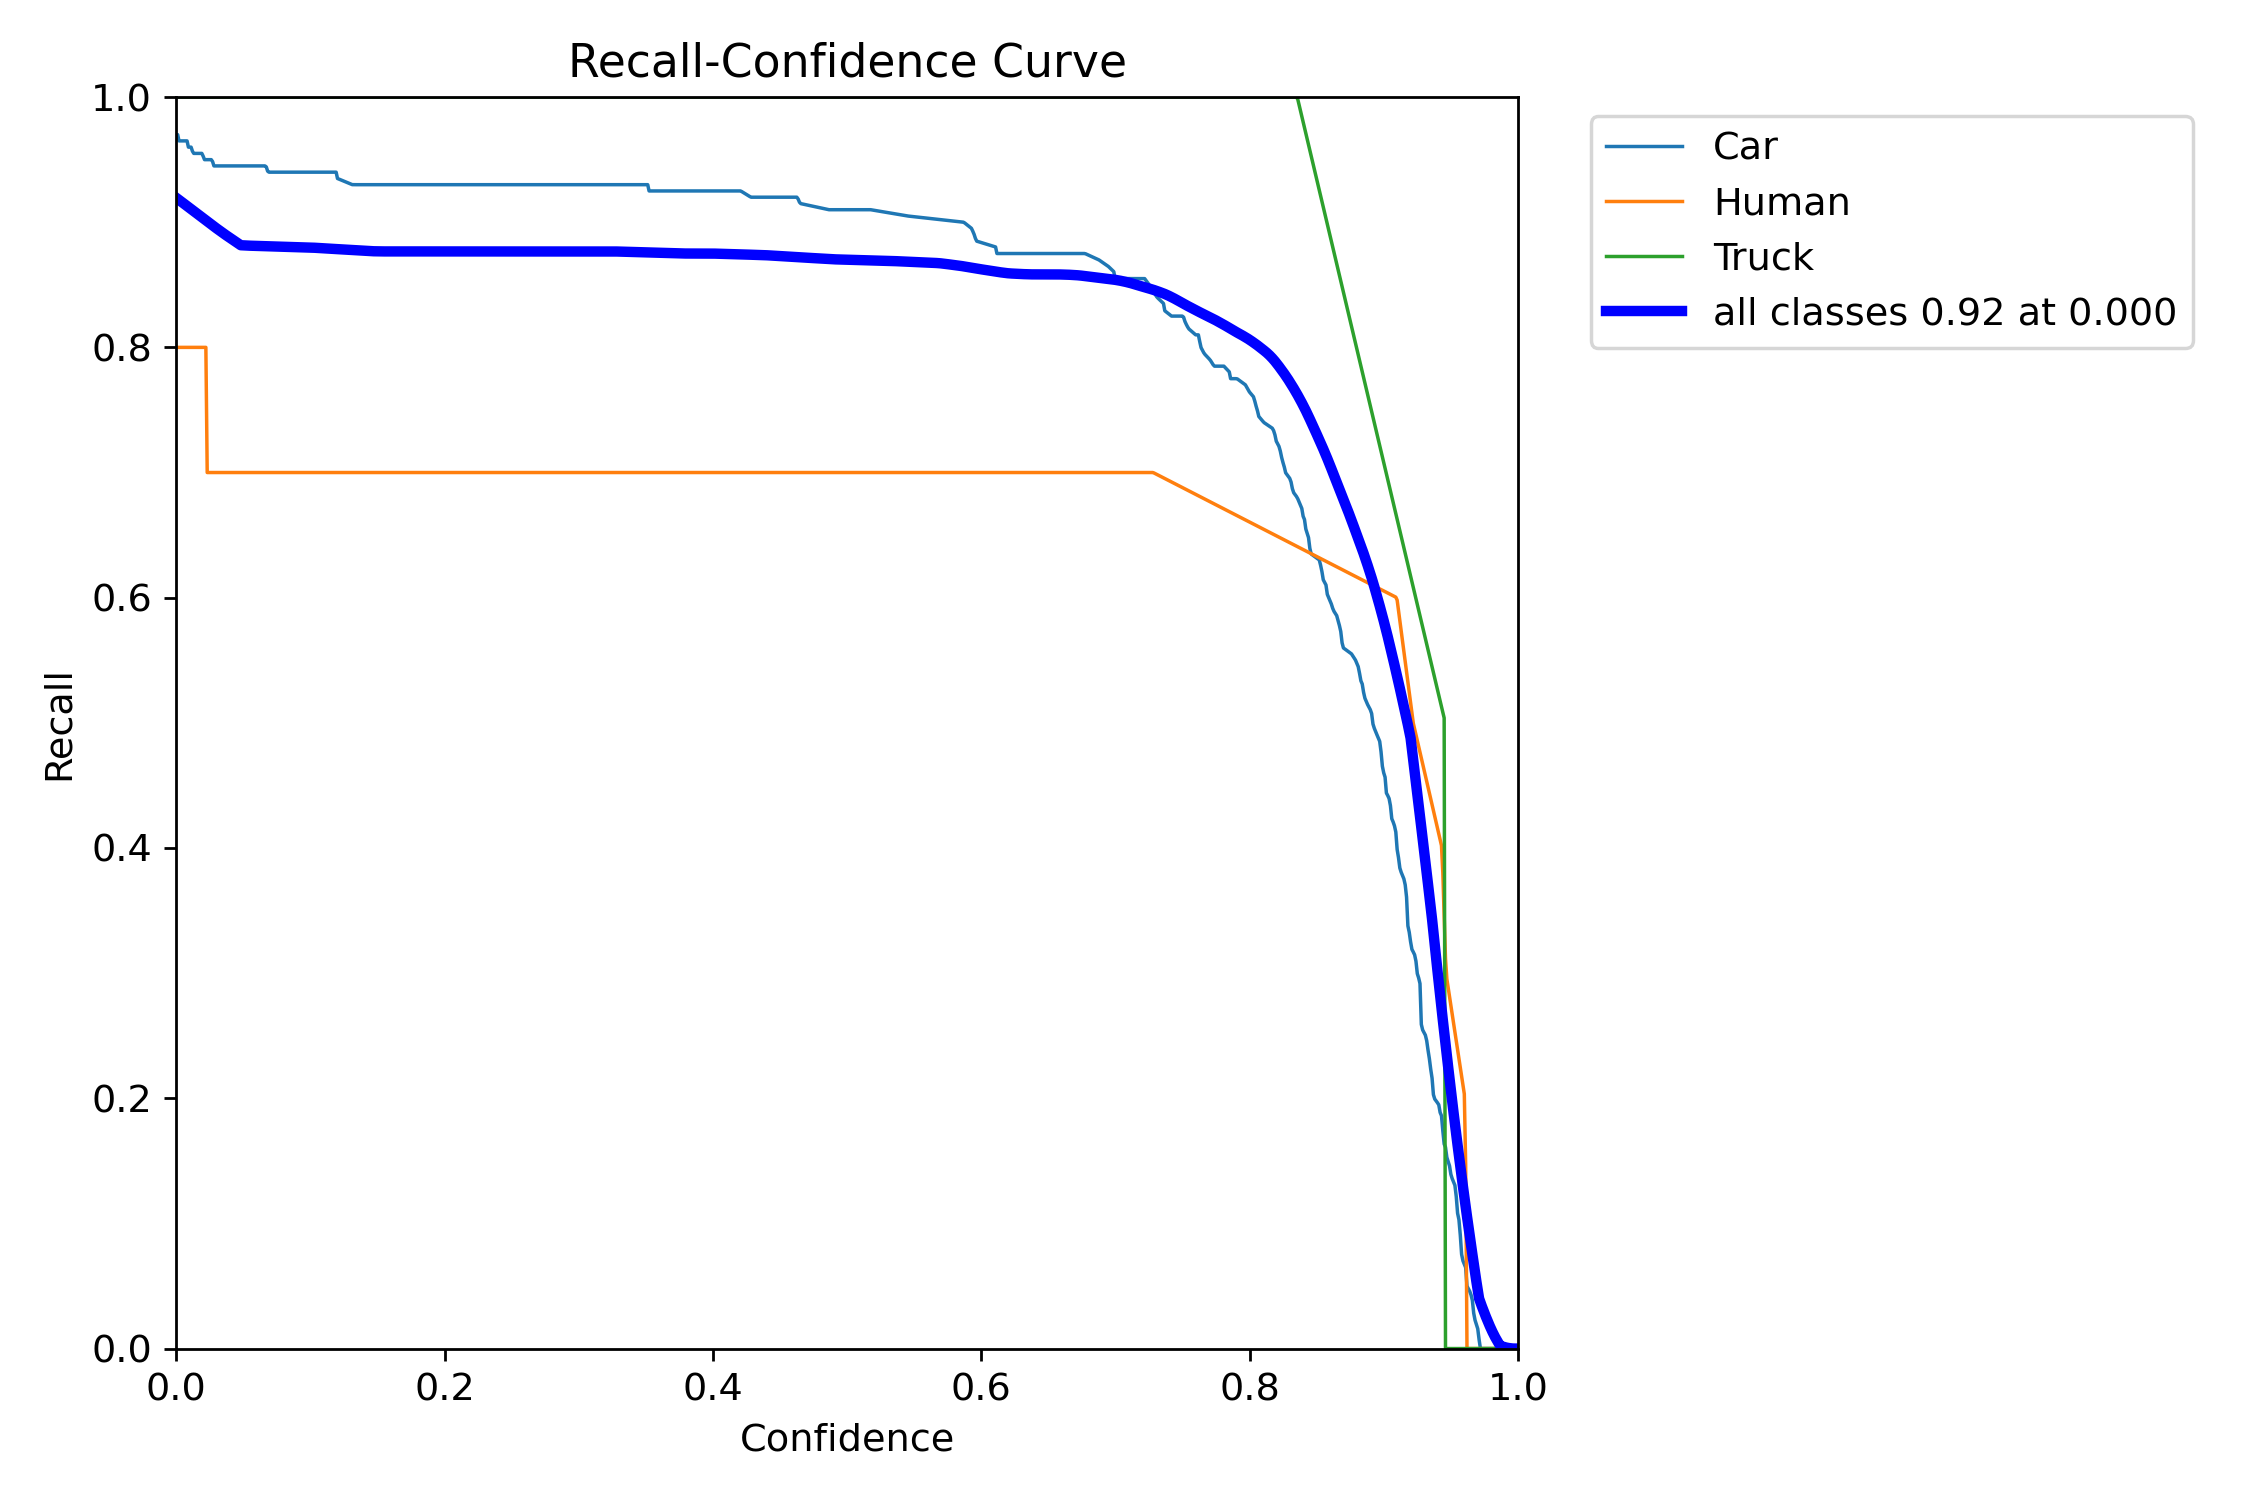 Recall-Confidence Curve
1.0
0.8
0.6
0.4
0.2
0.0
Recall
0.0 0.2 0.4 0.6 0.8 1.0
Confidence
Car
Human
Truck
all classes 0.92 at 0.000